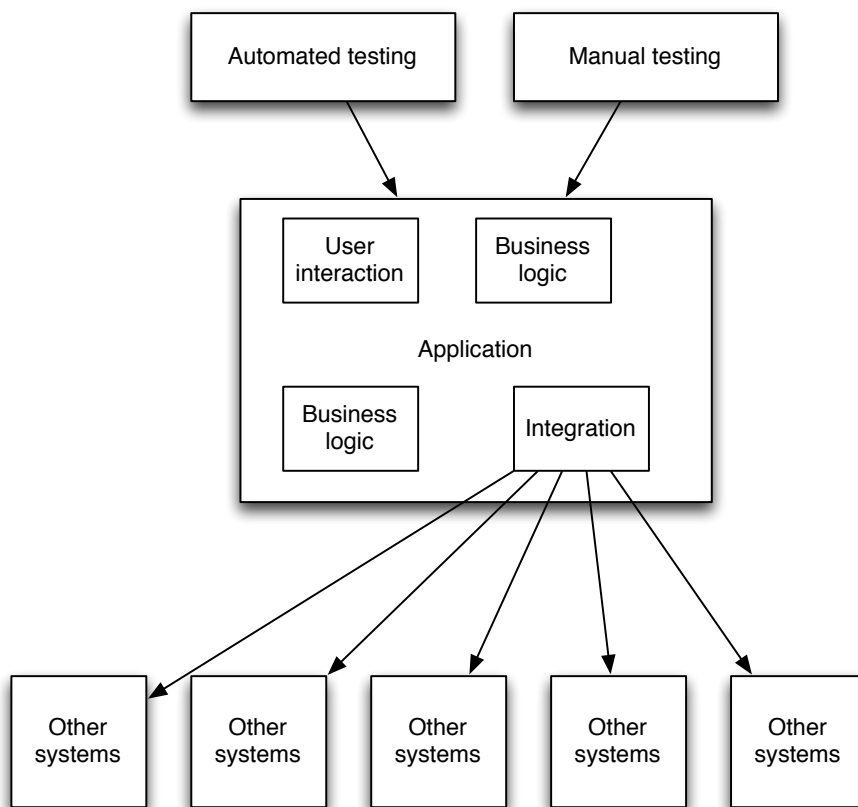 Automated testing
Manual testing
User
interaction
Business
logic
Application
Business
logic
Integration
Other
systems
Other
systems
Other
systems
Other
systems
Other
systems